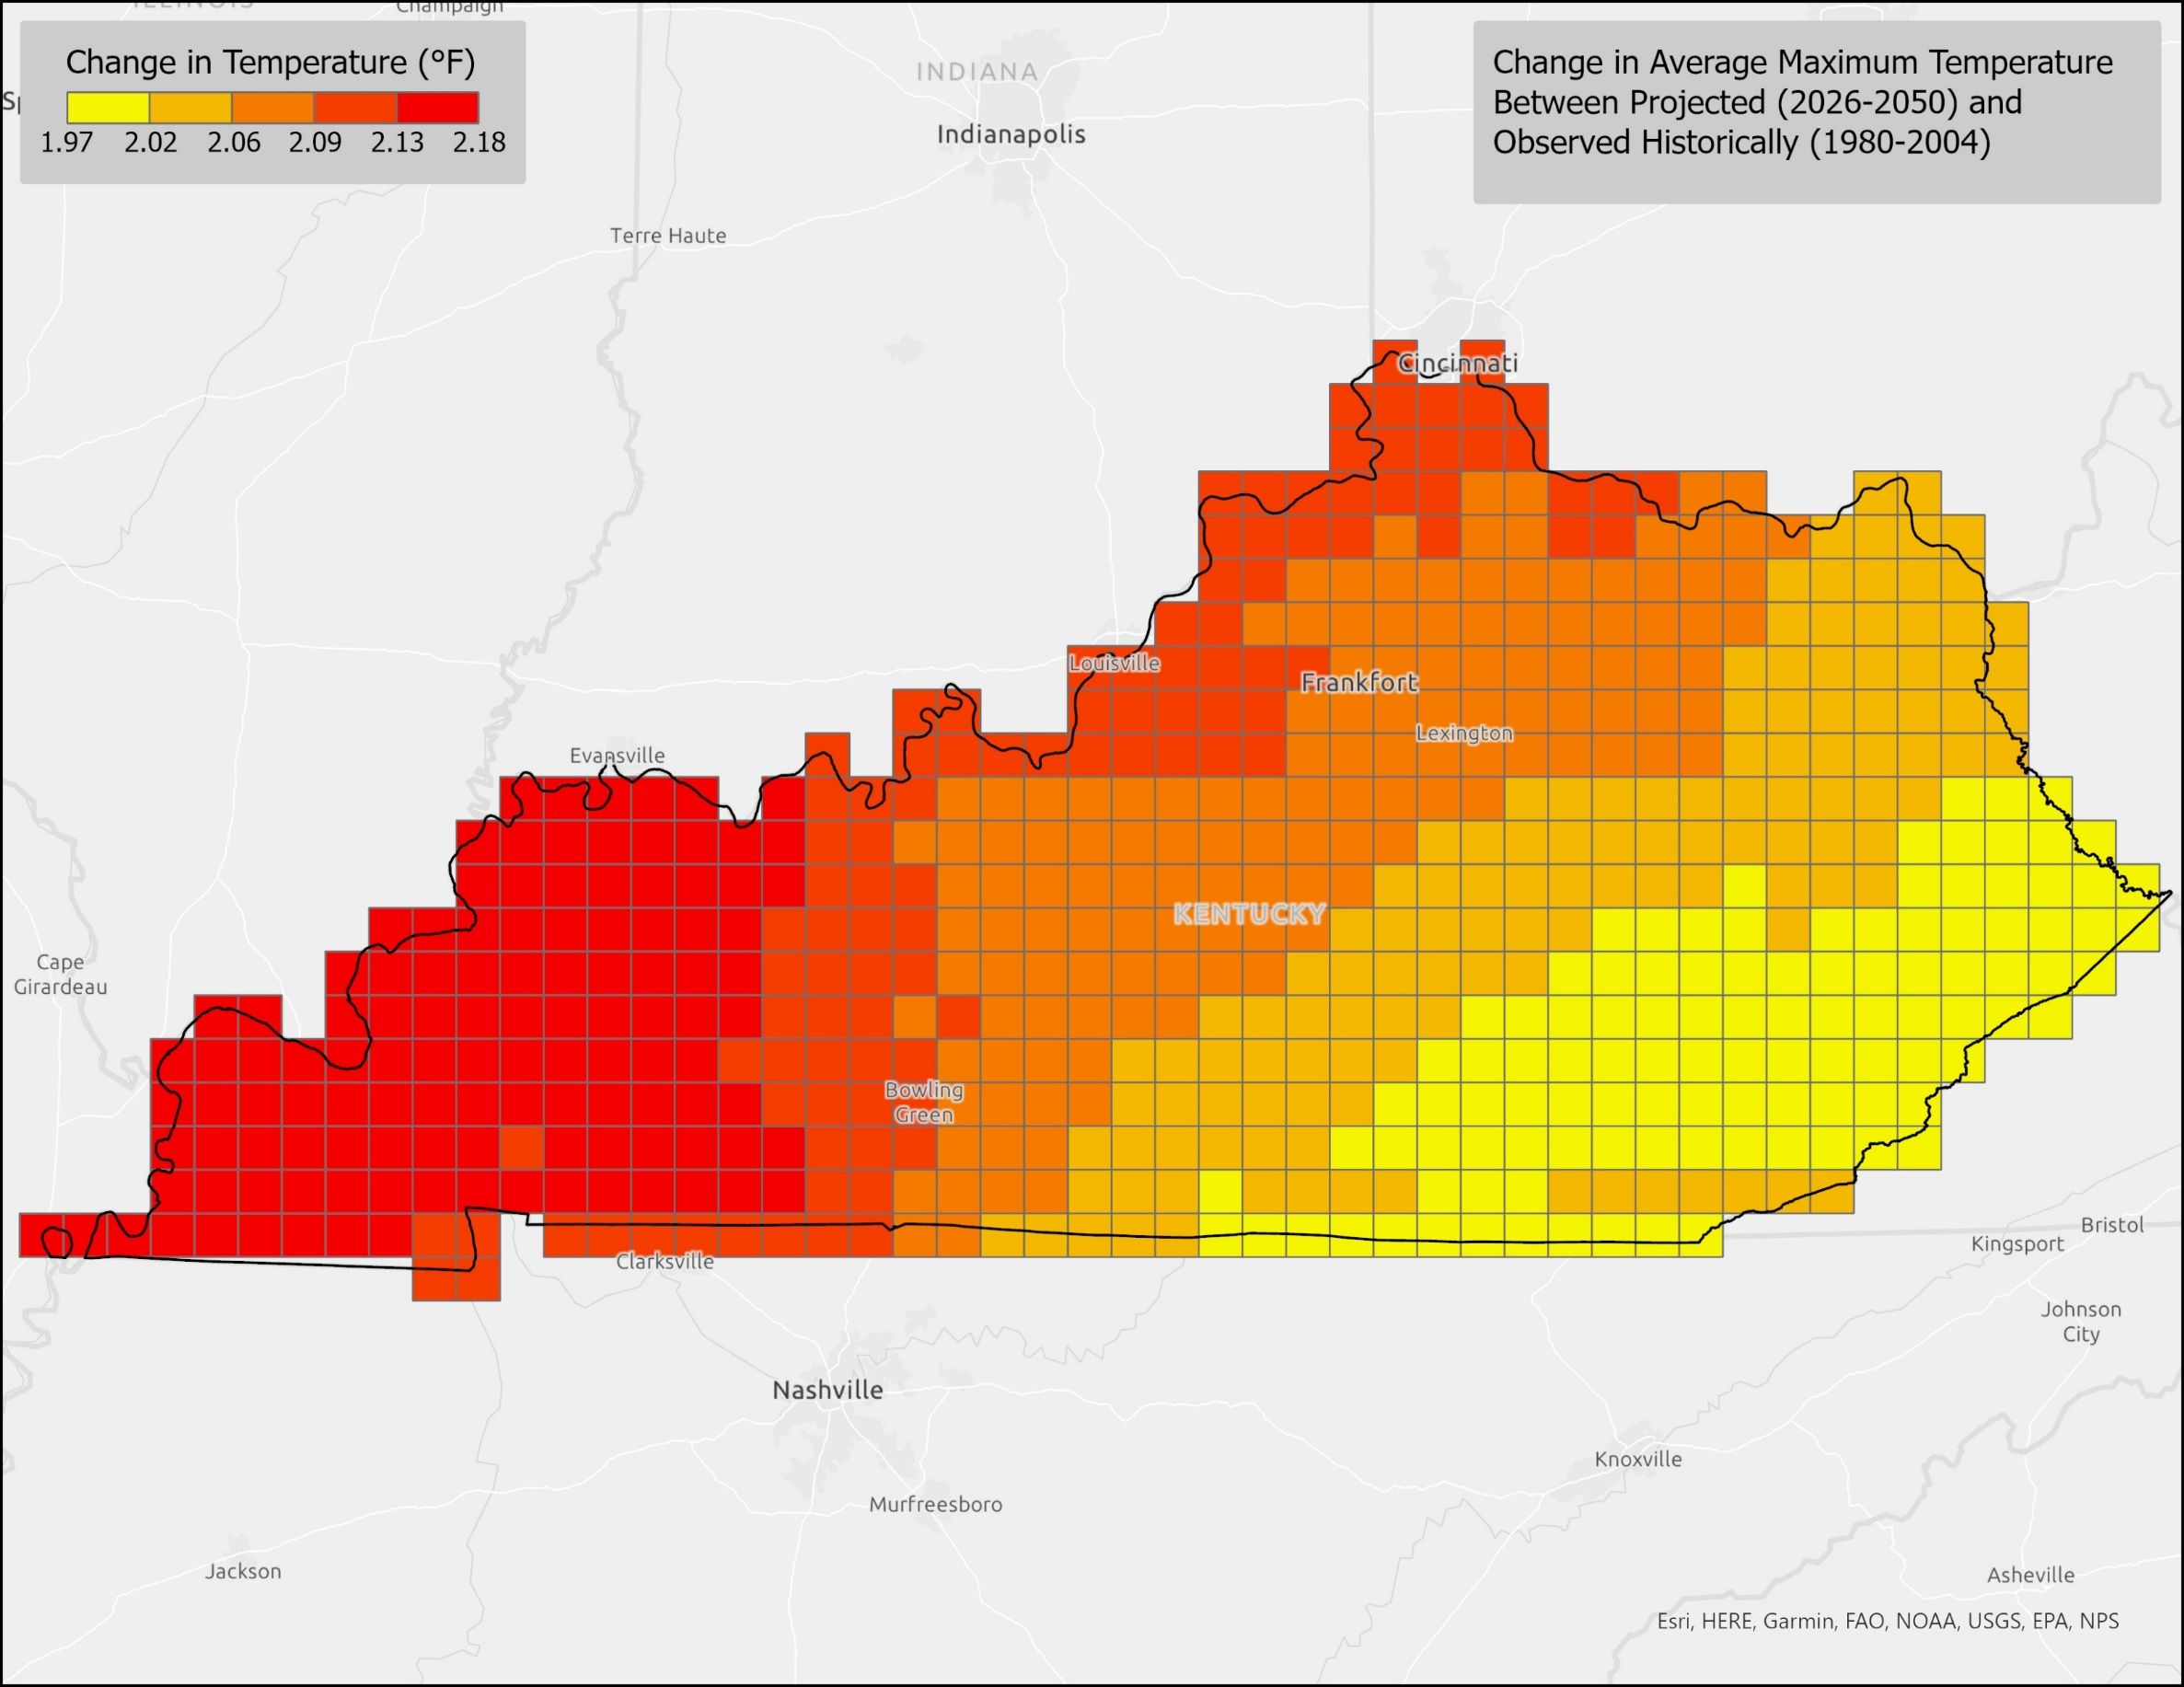 Champaign
Change in Temperature (°F)
1.97 2.02 2.06 2.09 2.13 2.18
Change in Average Maximum Temperature
Between Projected (2026-2050) and
Observed Historically (1980-2004)
INDIANA
Indianapolis
Terre Haute
Cincinnati
Louisville
Frankfort
Lexington
Evansville
KENTUCKY
Cape
Girardeau
Bowling
Green
Clarksville
Bristol
Kingsport
Johnson
City
Nashville
Knoxville
Murfreesboro
Jackson
Asheville
Esri, HERE, Garmin, FAO, NOAA, USGS, EPA, NPS